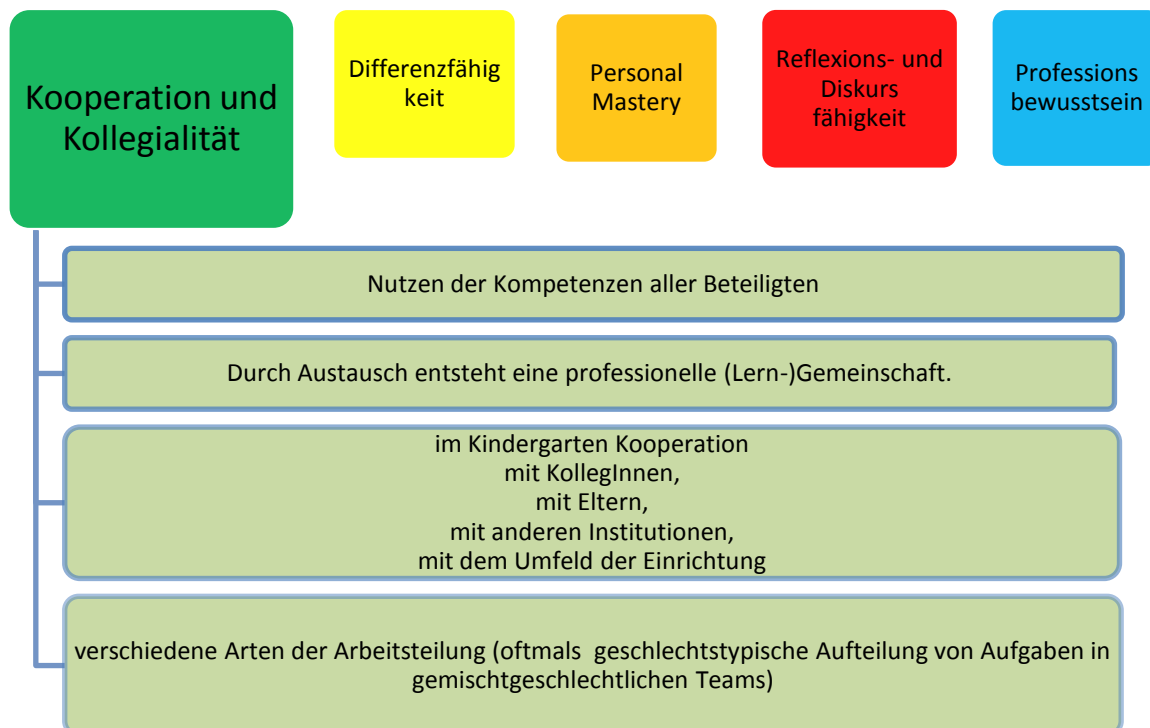 Kooperation und
Kollegialität
Differenzfähig
keit
Personal
Mastery
Reflexions- und
Diskurs
fähigkeit
Professions
bewusstsein
Nutzen der Kompetenzen aller Beteiligten
Durch Austausch entsteht eine professionelle (Lern-)Gemeinschaft.
im Kindergarten Kooperation
mit KollegInnen,
mit Eltern,
mit anderen Institutionen,
mit dem Umfeld der Einrichtung
verschiedene Arten der Arbeitsteilung (oftmals geschlechtstypische Aufteilung von Aufgaben in
gemischtgeschlechtlichen Teams)